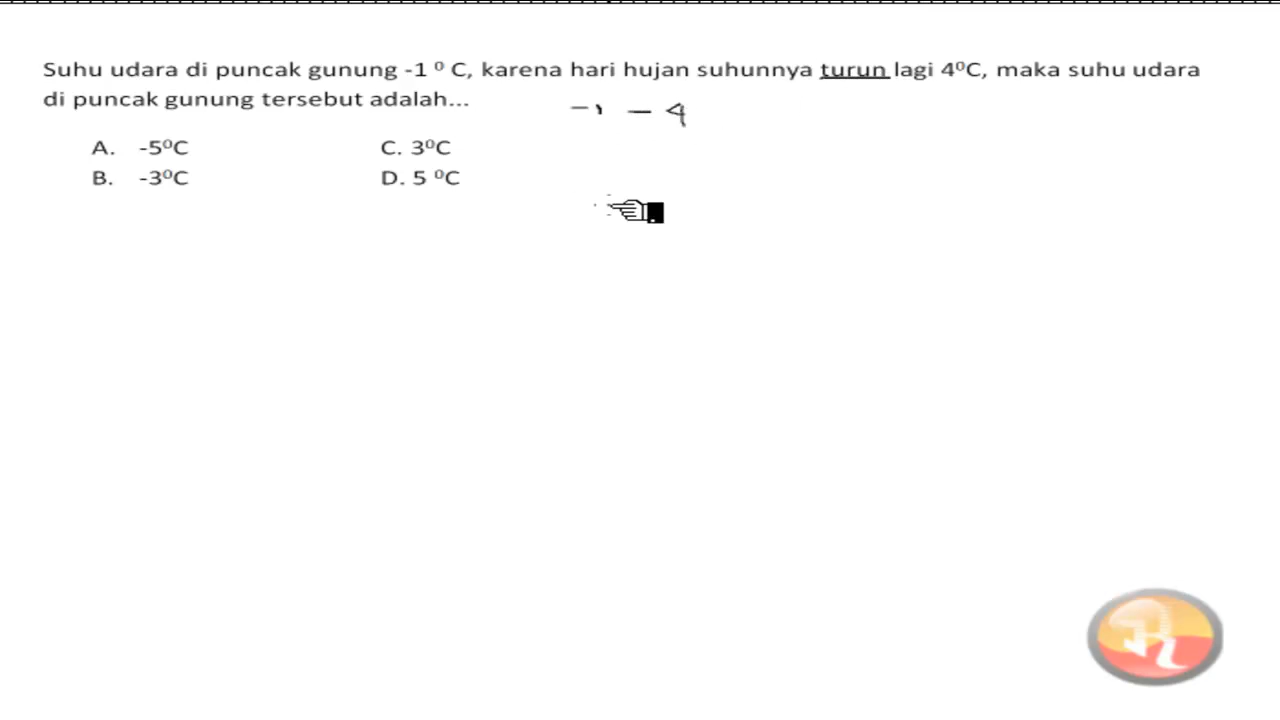 Suhu udara di puncak gunung -1 ⁰ C, karena hari hujan suhunnya turun lagi 4⁰C, maka suhu udara
di puncak gunung tersebut adalah...
-1 - 4
A. -5⁰C
C. 3⁰C
B. -3⁰C
D. 5 ⁰C